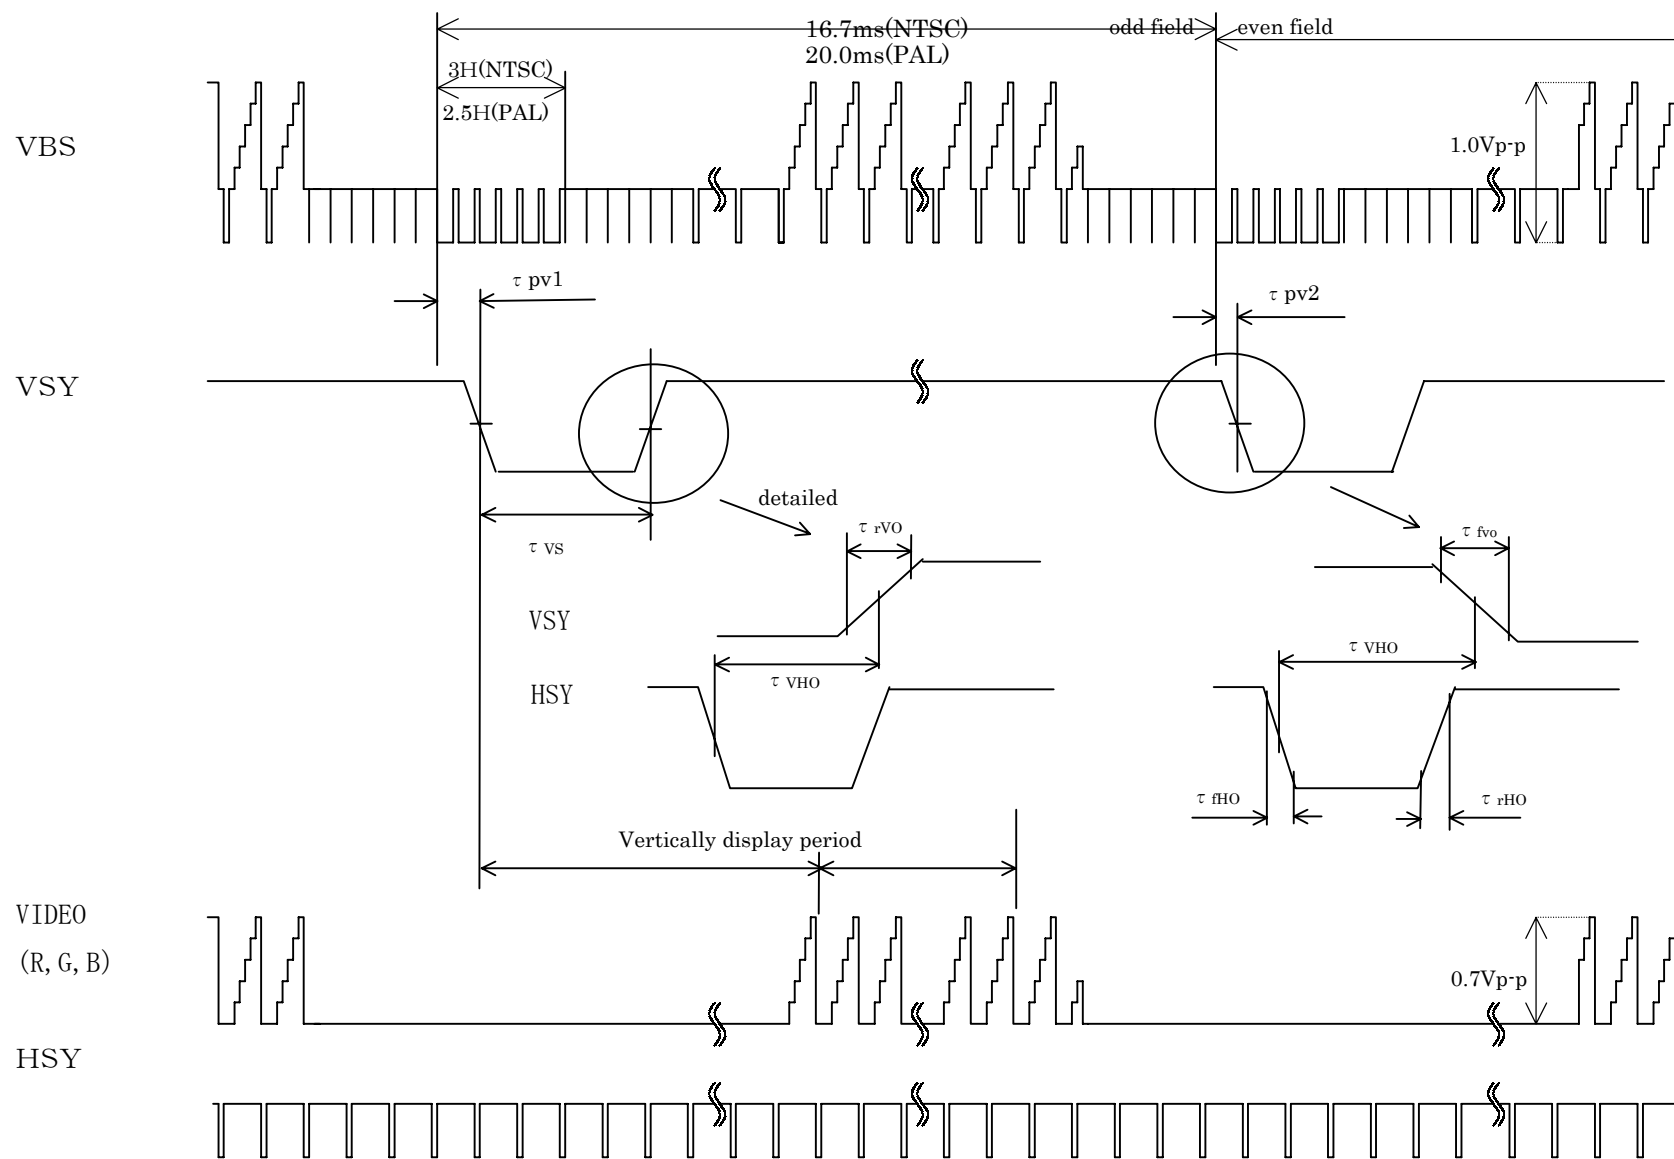 16.7ms(NTSC)
20.0ms(PAL)
odd field
even field
3H(NTSC)
2.5H(PAL)
VBS
1.0Vp-p
τ pv1
τ pv2
VSY
detailed
τ VS
τ rVO
τ fvo
VSY
τ VHO
τ VHO
HSY
τ fHO
τ rHO
Vertically display period
VIDEO
(R,G,B)
0.7Vp-p
HSY